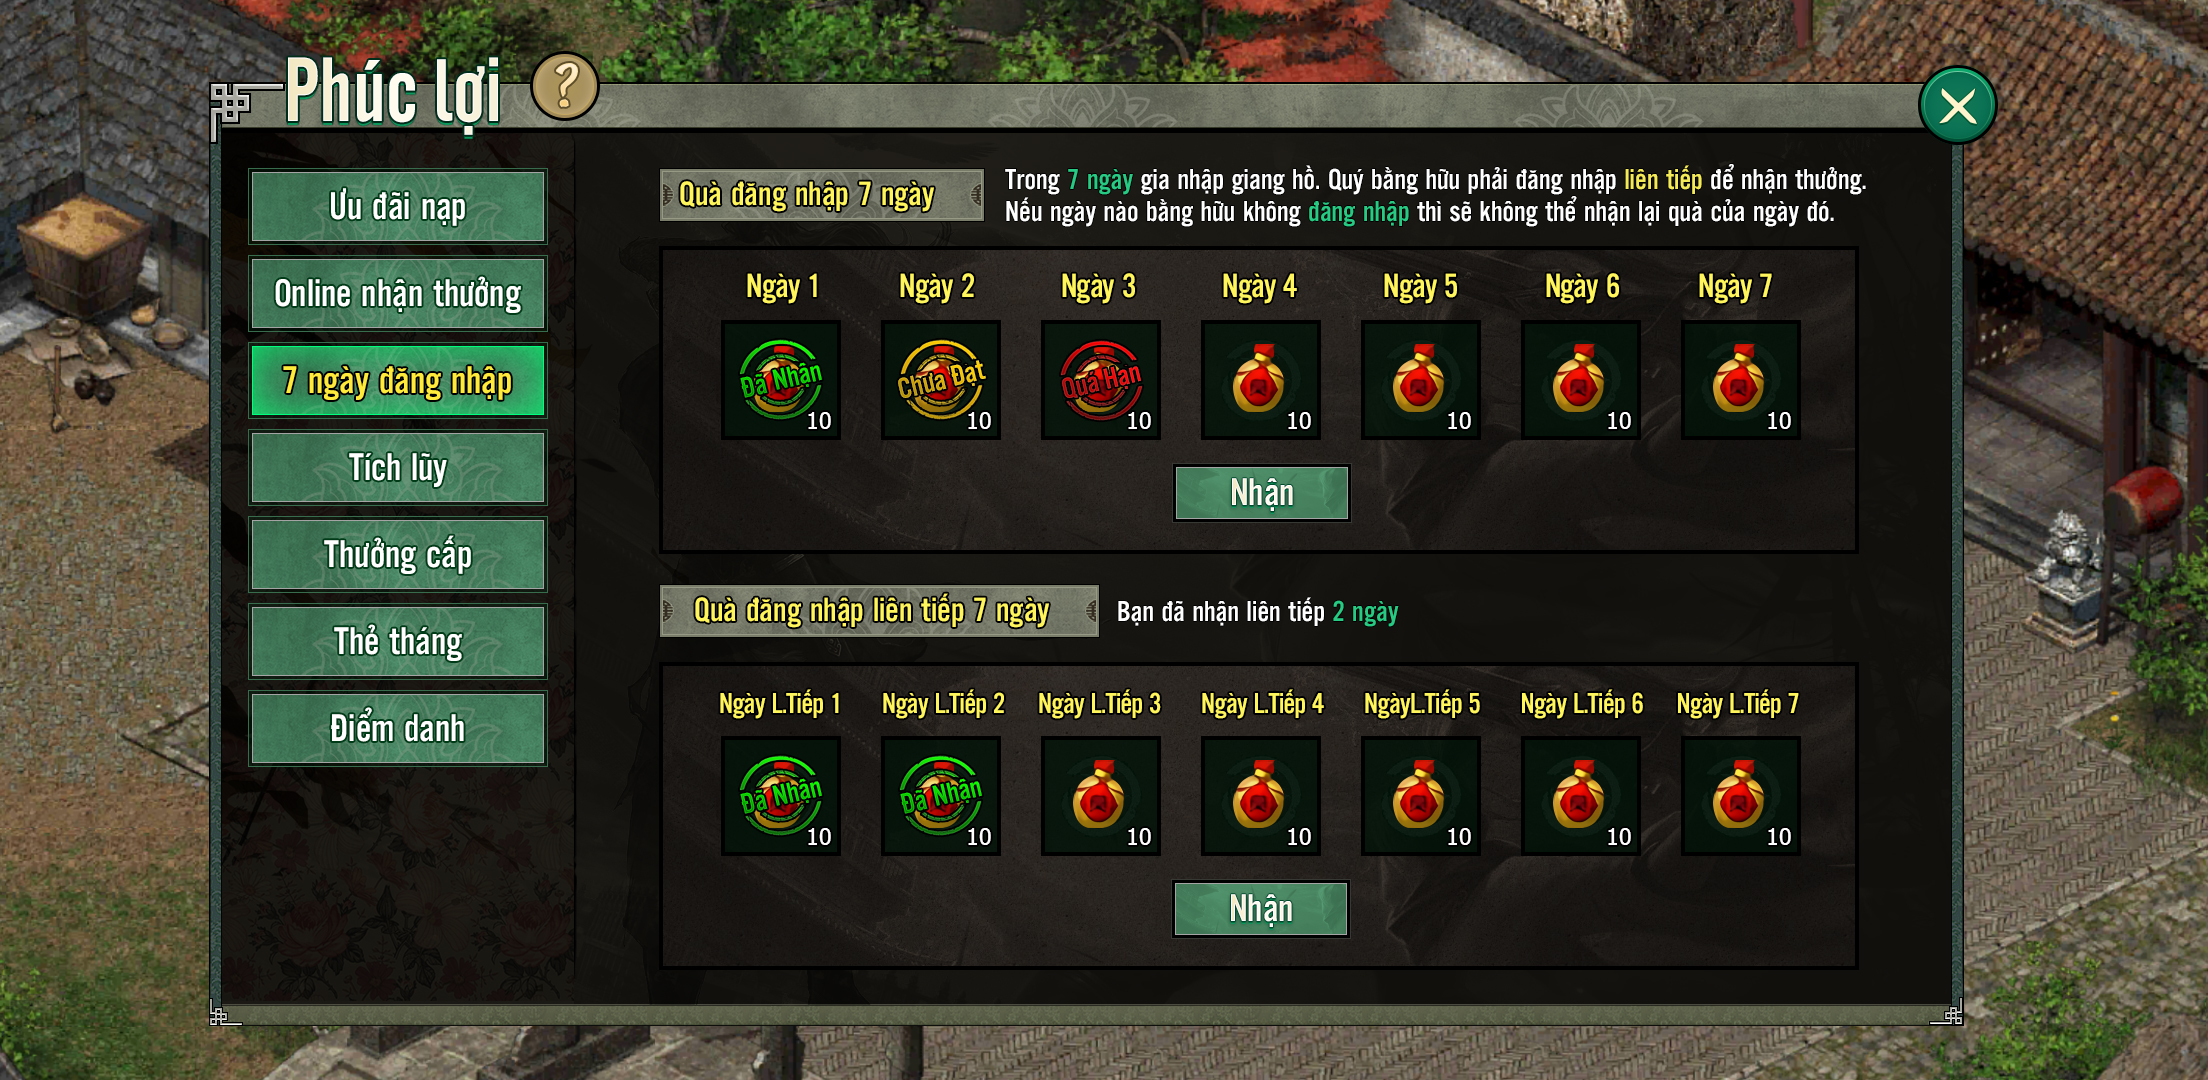 Phúc lợi
?
Ưu đãi nạp
Online nhận thưởng
7 ngày đăng nhập
Tích lũy
Thưởng cấp
Thẻ tháng
Điểm danh
Quà đăng nhập 7 ngày
Trong 7 ngày gia nhập giang hồ. Quý bằng hữu phải đăng nhập liên tiếp để nhận thưởng.
Nếu ngày nào bằng hữu không đăng nhập thì sẽ không thể nhận lại quà của ngày đó.
Ngày 1 Ngày 2 Ngày 3 Ngày 4 Ngày 5 Ngày 6 Ngày 7
Đã Nhận Chưa Đạt Quá Hạn
10 10 10 10 10 10 10
Nhận
Quà đăng nhập liên tiếp 7 ngày
Bạn đã nhận liên tiếp 2 ngày
Ngày L.Tiếp 1 Ngày L.Tiếp 2 Ngày L.Tiếp 3 Ngày L.Tiếp 4 NgàyL.Tiếp 5 Ngày L.Tiếp 6 Ngày L.Tiếp 7
Đã Nhận Đã Nhận
10 10 10 10 10 10 10
Nhận